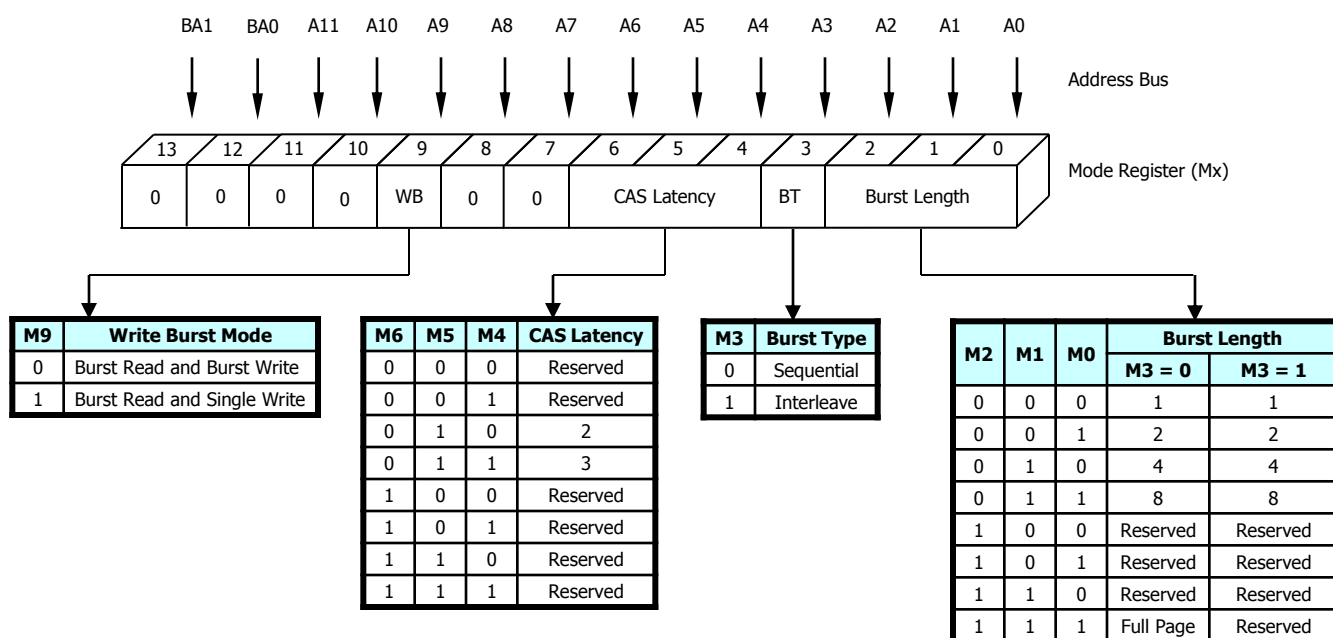 BA1 BA0 A11 A10 A9 A8 A7 A6 A5 A4 A3 A2 A1 A0
Address Bus
13 12 11 10 9 8 7 6 5 4 3 2 1 0
Mode Register (Mx)
0 0 0 0 WB 0 0 CAS Latency BT Burst Length
M9 Write Burst Mode
0 Burst Read and Burst Write
1 Burst Read and Single Write
M6 M5 M4 CAS Latency
0 0 0 Reserved
0 0 1 Reserved
0 1 0 2
0 1 1 3
1 0 0 Reserved
1 0 1 Reserved
1 1 0 Reserved
1 1 1 Reserved
M3 Burst Type
0 Sequential
1 Interleave
M2 M1 M0 Burst Length
M3 = 0 M3 = 1
0 0 0 1 1
0 0 1 2 2
0 1 0 4 4
0 1 1 8 8
1 0 0 Reserved Reserved
1 0 1 Reserved Reserved
1 1 0 Reserved Reserved
1 1 1 Full Page Reserved